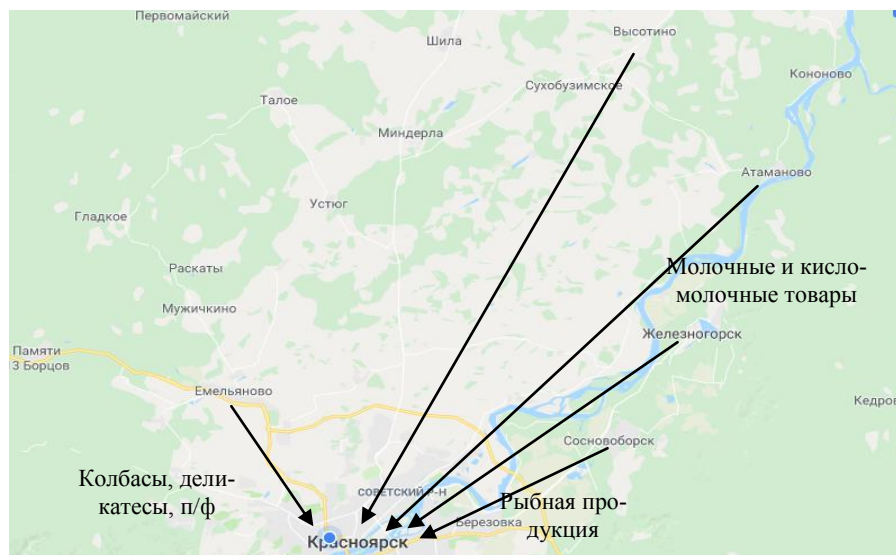 Первомайский
Высотино
Шила
Кононово
Сухобузимское
Талое
Миндерла
Атаманово
Устюг
Гладкое
Молочные и кисло-
молочные товары
Раскаты
Мужичкино
Железногорск
Памяти
3 Борцов
Емельяново
Кедров
Сосновоборск
Колбасы, дели-
катесы, п/ф
СОВЕТСКИЙ Р-Н
Рыбная про-
дукция
Березовка
Красноярск